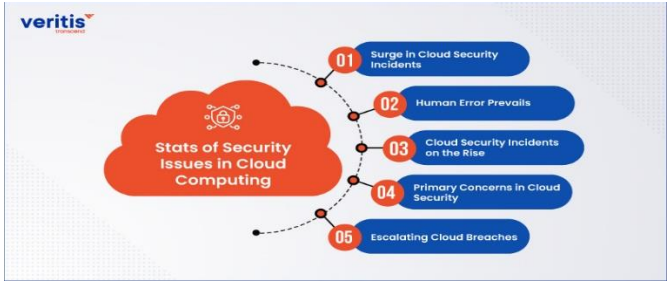 veritis
transcend
Stats of Security
Issues in Cloud
Computing
01
Surge in Cloud Security
Incidents
02
Human Error Prevails
03
Cloud Security Incidents
on the Rise
04
Primary Concerns in Cloud
Security
05
Escalating Cloud Breaches